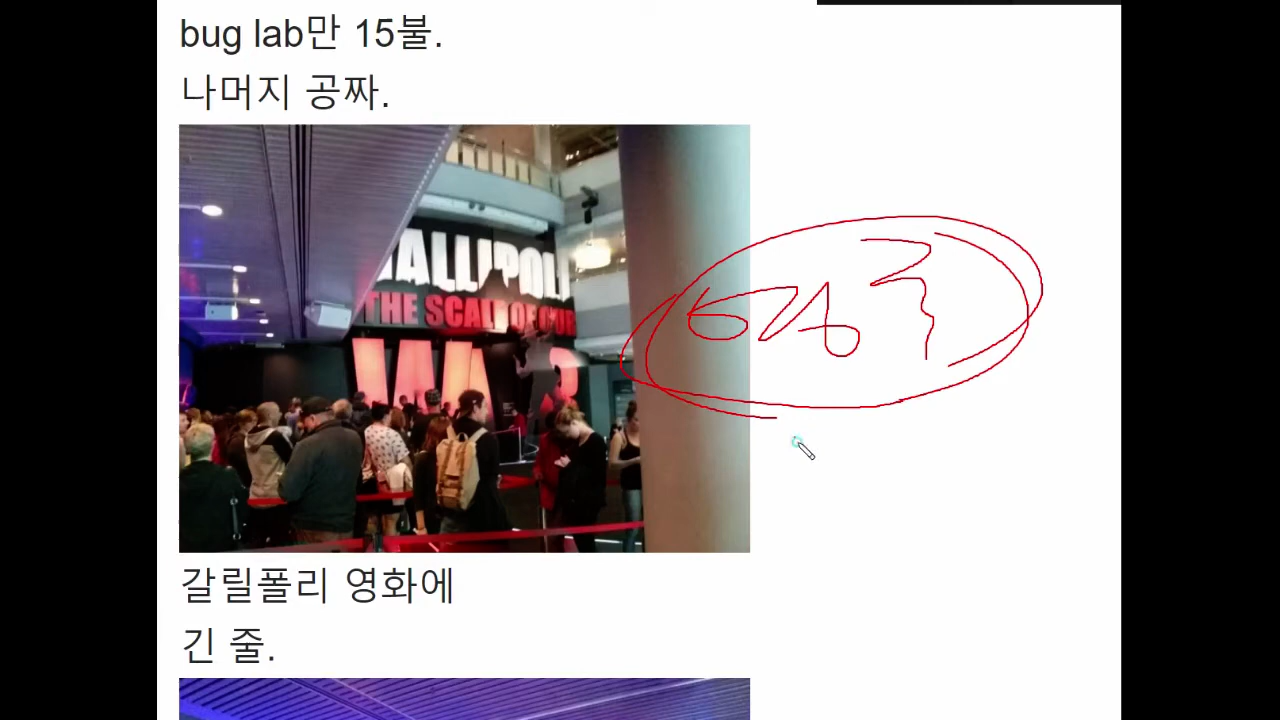 bug lab만 15불.
나머지 공짜.
GALLIPOLI
THE SCALE OF OUR
WAR
갈릴폴리 영화에
긴 줄.